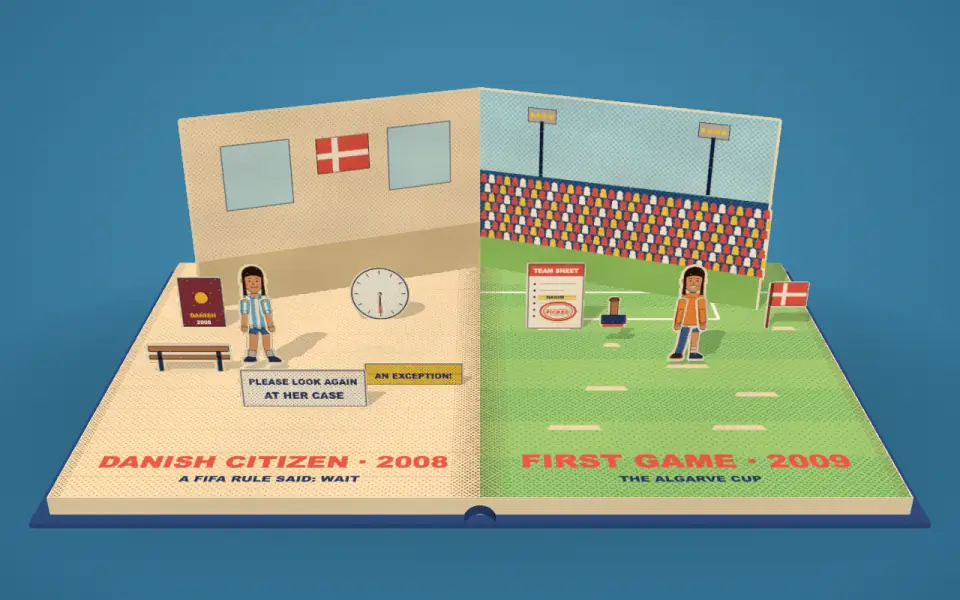 DANISH
2008
PLEASE LOOK AGAIN
AT HER CASE
AN EXCEPTION!
DANISH CITIZEN · 2008
A FIFA RULE SAID: WAIT
TEAM SHEET
NADIM
PICKED
FIRST GAME · 2009
THE ALGARVE CUP